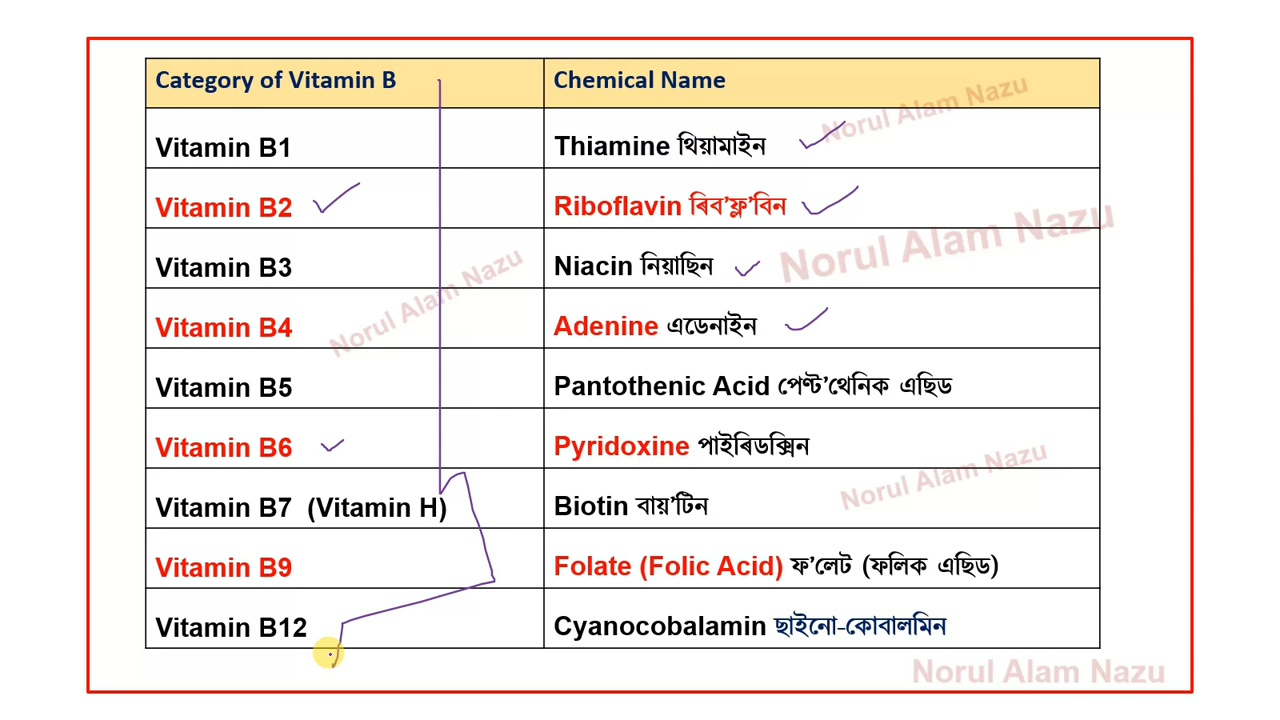 Category of Vitamin B Chemical Name
Vitamin B1 Thiamine থিয়ামাইন
Vitamin B2 Riboflavin ৰিব’ফ্ল’বিন
Vitamin B3 Niacin নিয়াছিন
Vitamin B4 Adenine এডেনাইন
Vitamin B5 Pantothenic Acid পেণ্ট’থেনিক এছিড
Vitamin B6 Pyridoxine পাইৰিডক্সিন
Vitamin B7 (Vitamin H) Biotin বায়’টিন
Vitamin B9 Folate (Folic Acid) ফ’লেট (ফলিক এছিড)
Vitamin B12 Cyanocobalamin ছাইনো-কোবালমিন
Norul Alam Nazu
Norul Alam Nazu
Norul Alam Nazu
Norul Alam Nazu
Norul Alam Nazu